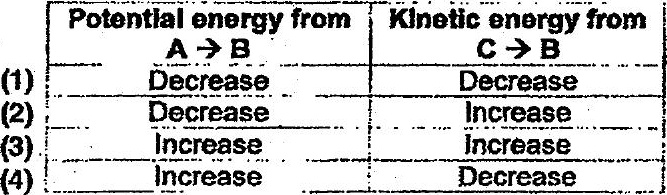 Potential energy from Kinetic energy from
A → B C → B
(1) Decrease Decrease
(2) Decrease Increase
(3) Increase Increase
(4) Increase Decrease